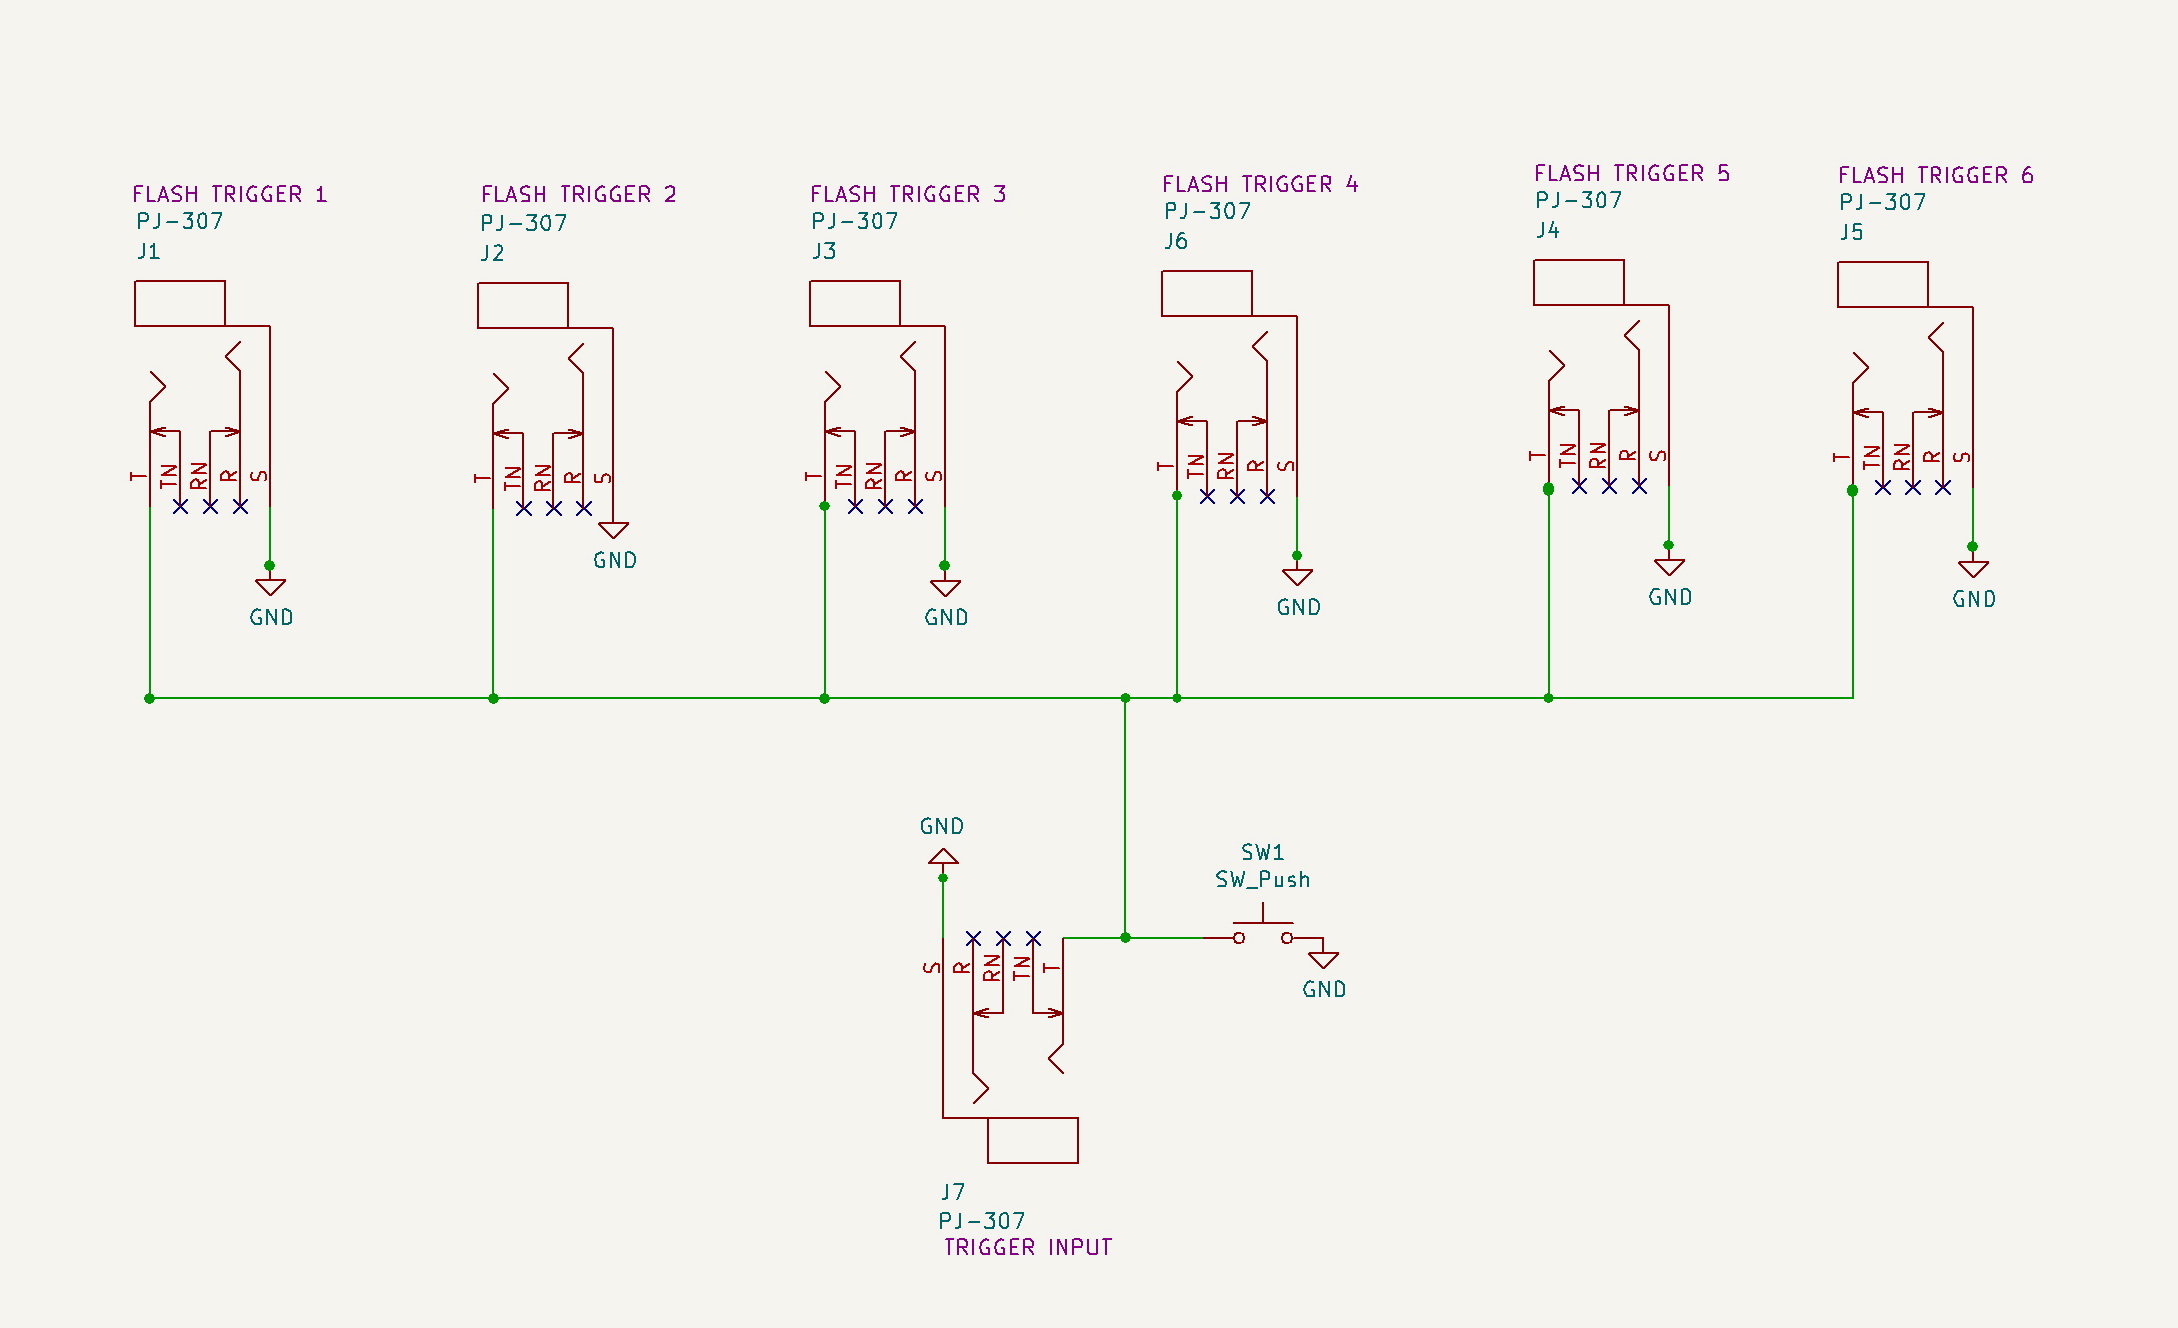 FLASH TRIGGER 1
PJ-307
J1
T
TN
RN
R
S
GND
FLASH TRIGGER 2
PJ-307
J2
T
TN
RN
R
S
GND
FLASH TRIGGER 3
PJ-307
J3
T
TN
RN
R
S
GND
FLASH TRIGGER 4
PJ-307
J6
T
TN
RN
R
S
GND
FLASH TRIGGER 5
PJ-307
J4
T
TN
RN
R
S
GND
FLASH TRIGGER 6
PJ-307
J5
T
TN
RN
R
S
GND
GND
S
R
RN
TN
T
J7
PJ-307
TRIGGER INPUT
SW1
SW_Push
GND